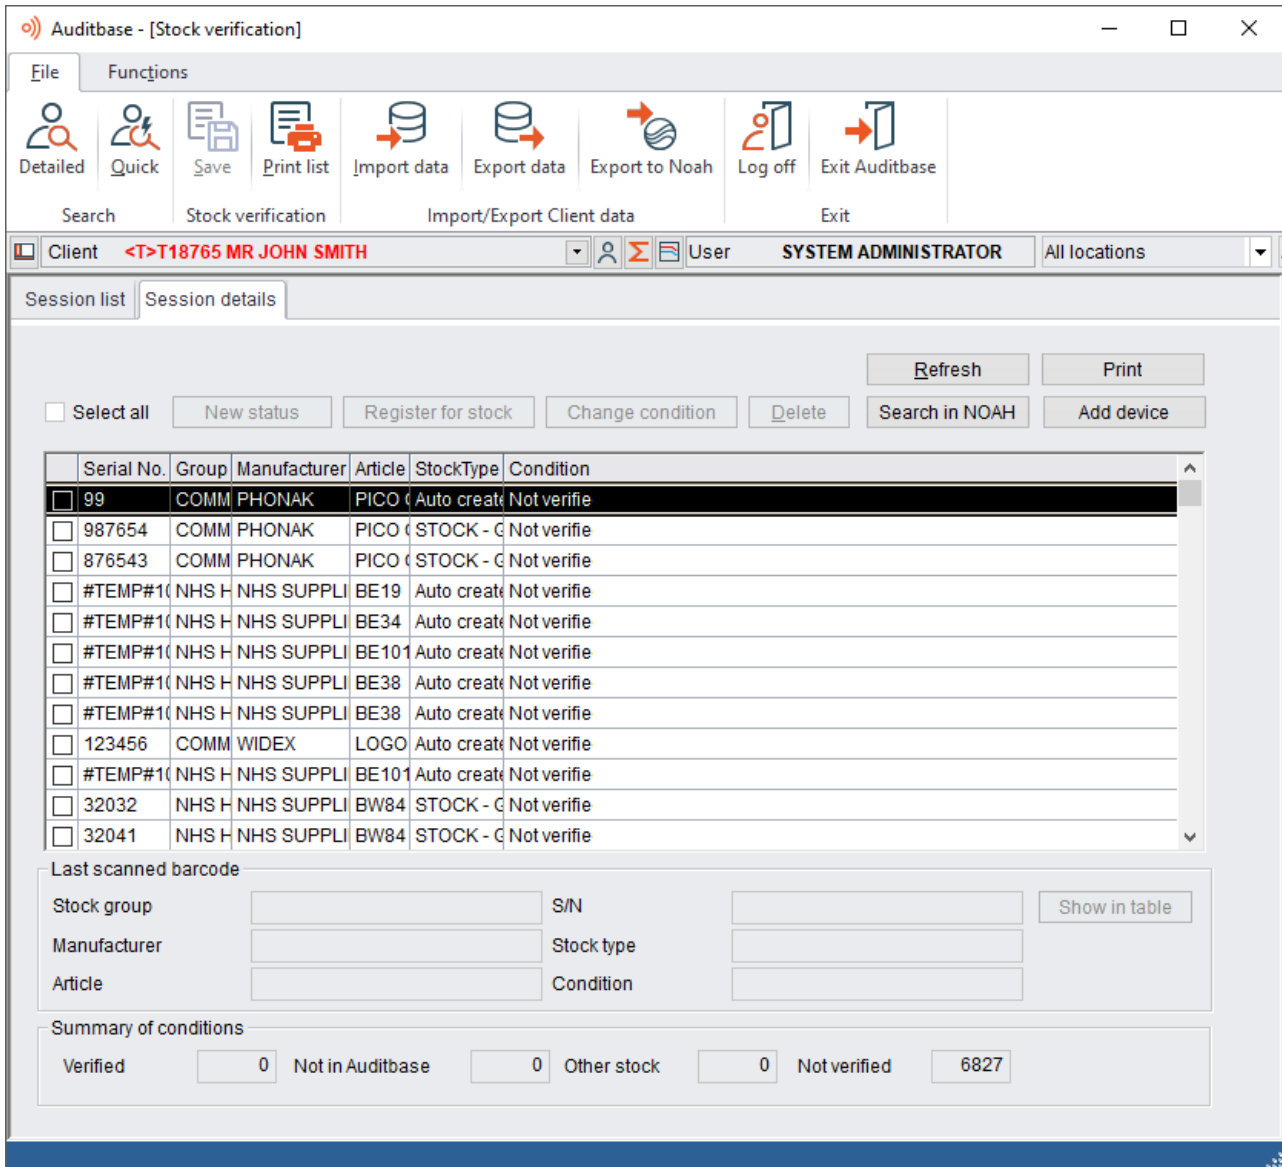 Auditbase - [Stock verification]
File Functions
Detailed Quick Save Print list Import data Export data Export to Noah Log off Exit Auditbase
Search Stock verification Import/Export Client data Exit
Client <T>T18765 MR JOHN SMITH User SYSTEM ADMINISTRATOR All locations
Session list Session details
Refresh Print
Select all New status Register for stock Change condition Delete Search in NOAH Add device
Serial No. Group Manufacturer Article StockType Condition
99 COMM PHONAK PICO Auto create Not verifie
987654 COMM PHONAK PICO STOCK - G Not verifie
876543 COMM PHONAK PICO STOCK - G Not verifie
#TEMP#10 NHS H NHS SUPPLI BE19 Auto create Not verifie
#TEMP#10 NHS H NHS SUPPLI BE34 Auto create Not verifie
#TEMP#10 NHS H NHS SUPPLI BE101 Auto create Not verifie
#TEMP#10 NHS H NHS SUPPLI BE38 Auto create Not verifie
#TEMP#10 NHS H NHS SUPPLI BE38 Auto create Not verifie
123456 COMM WIDEX LOGO Auto create Not verifie
#TEMP#10 NHS H NHS SUPPLI BE101 Auto create Not verifie
32032 NHS H NHS SUPPLI BW84 STOCK - G Not verifie
32041 NHS H NHS SUPPLI BW84 STOCK - G Not verifie
Last scanned barcode
Stock group S/N Show in table
Manufacturer Stock type
Article Condition
Summary of conditions
Verified 0 Not in Auditbase 0 Other stock 0 Not verified 6827